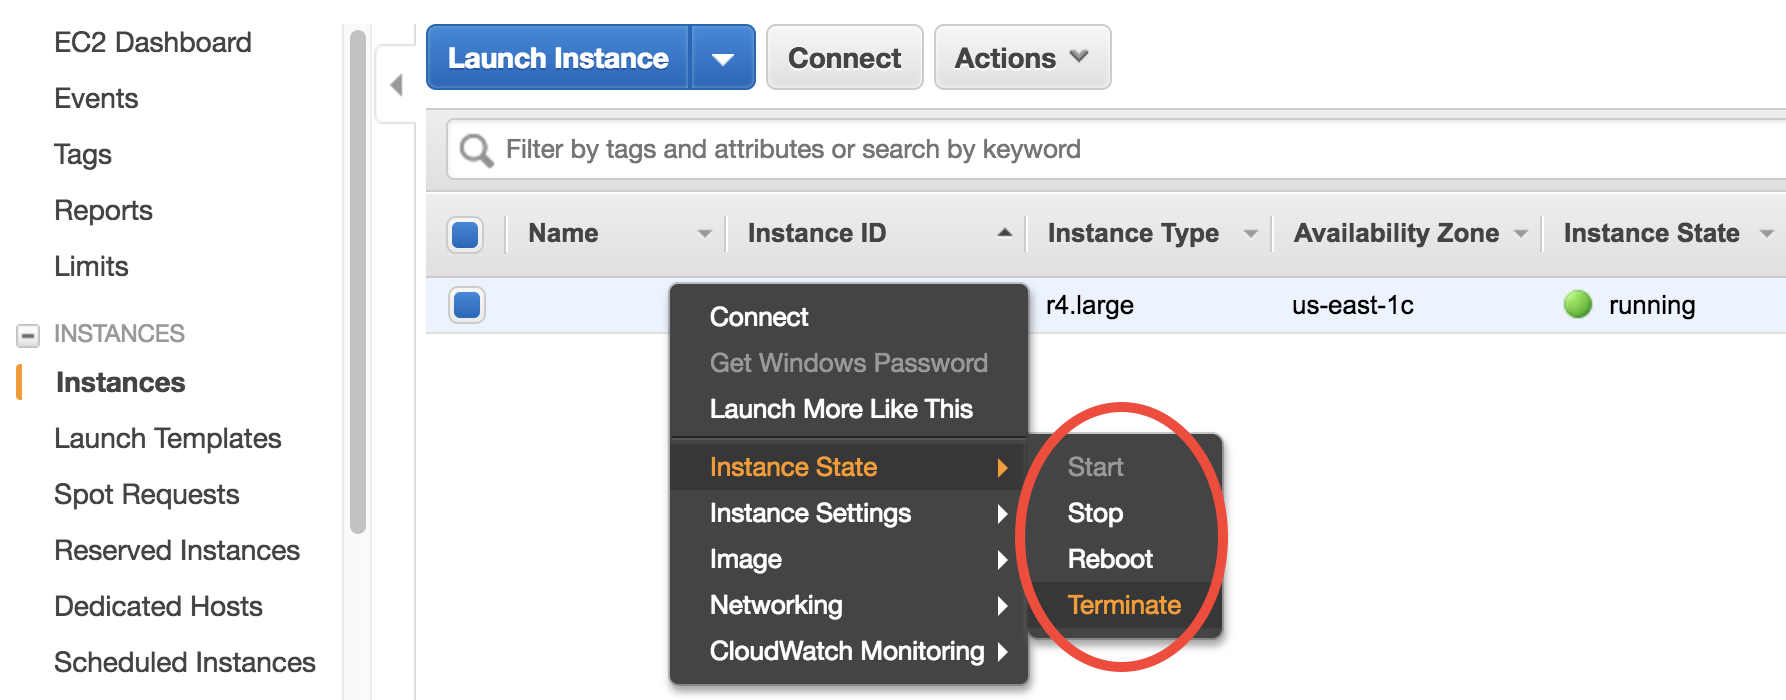 EC2 Dashboard
Events
Tags
Reports
Limits
INSTANCES
Instances
Launch Templates
Spot Requests
Reserved Instances
Dedicated Hosts
Scheduled Instances
Launch Instance
Connect
Actions
Filter by tags and attributes or search by keyword
Name
Instance ID
Instance Type
Availability Zone
Instance State
r4.large
us-east-1c
running
Connect
Get Windows Password
Launch More Like This
Instance State
Instance Settings
Image
Networking
CloudWatch Monitoring
Start
Stop
Reboot
Terminate